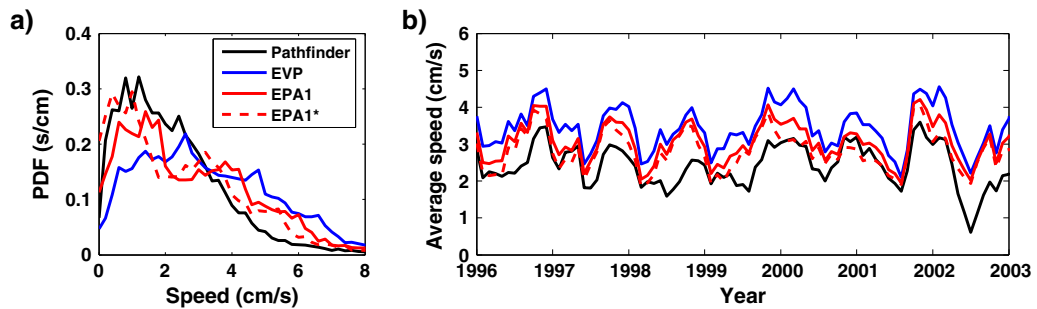 a)
PDF (s/cm)
0.4
0.3
0.2
0.1
0
0 2 4 6 8
Speed (cm/s)
Pathfinder
EVP
EPA1
EPA1*
b)
Average speed (cm/s)
6
5
4
3
2
1
0
1996 1997 1998 1999 2000 2001 2002 2003
Year